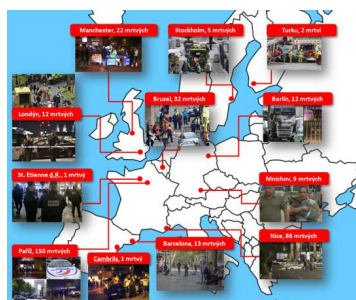 Manchester, 22 mrtvých
Stockholm, 5 mrtvých
Turku, 2 mrtví
Londýn, 12 mrtvých
Brusel, 32 mrtvých
Berlín, 12 mrtvých
St. Etienne d.R., 1 mrtvý
Mnichov, 9 mrtvých
Paříž, 150 mrtvých
Cambrils, 1 mrtvý
Barcelona, 13 mrtvých
Nice, 86 mrtvých